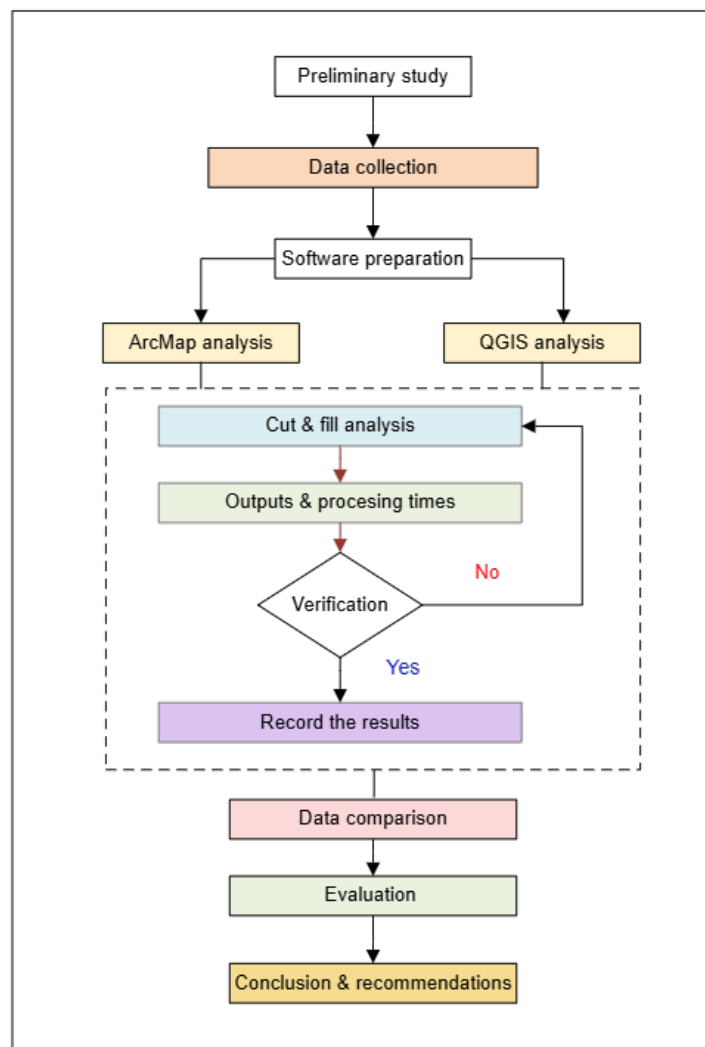 Preliminary study
Data collection
Software preparation
ArcMap analysis
QGIS analysis
Cut & fill analysis
Outputs & procesing times
Verification
No
Yes
Record the results
Data comparison
Evaluation
Conclusion & recommendations